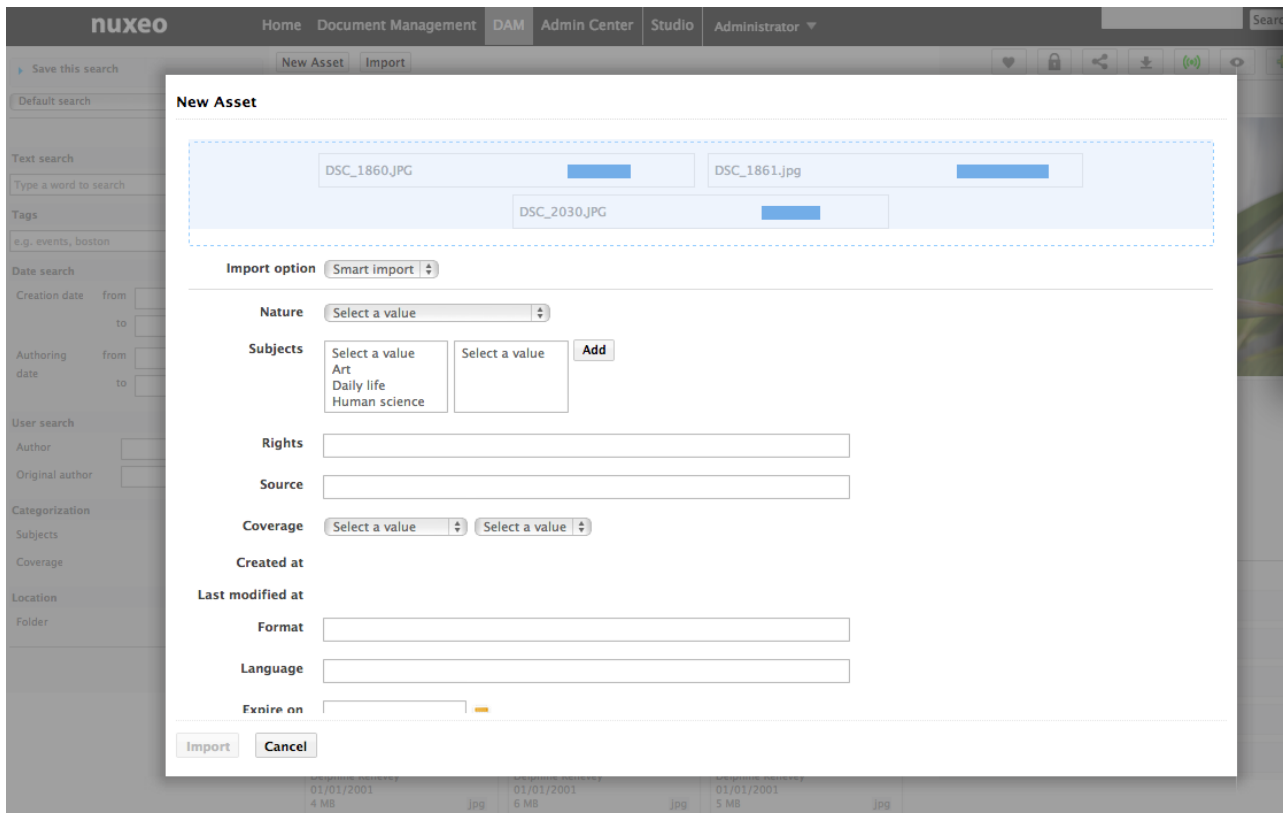 nuxeo
Home Document Management DAM Admin Center Studio Administrator
Save this search
New Asset Import
Default search
New Asset
Text search
Type a word to search
Tags
e.g. events, boston
Date search
Creation date from
to
Authoring date from
to
User search
Author
Original author
Categorization
Subjects
Coverage
Location
Folder
DSC_1860.JPG DSC_1861.jpg
DSC_2030.JPG
Import option Smart import
Nature Select a value
Subjects Select a value Select a value Add
Art
Daily life
Human science
Rights
Source
Coverage Select a value Select a value
Created at
Last modified at
Format
Language
Expire on
Import Cancel
01/01/2001 01/01/2001 01/01/2001
4 MB jpg 6 MB jpg 5 MB jpg